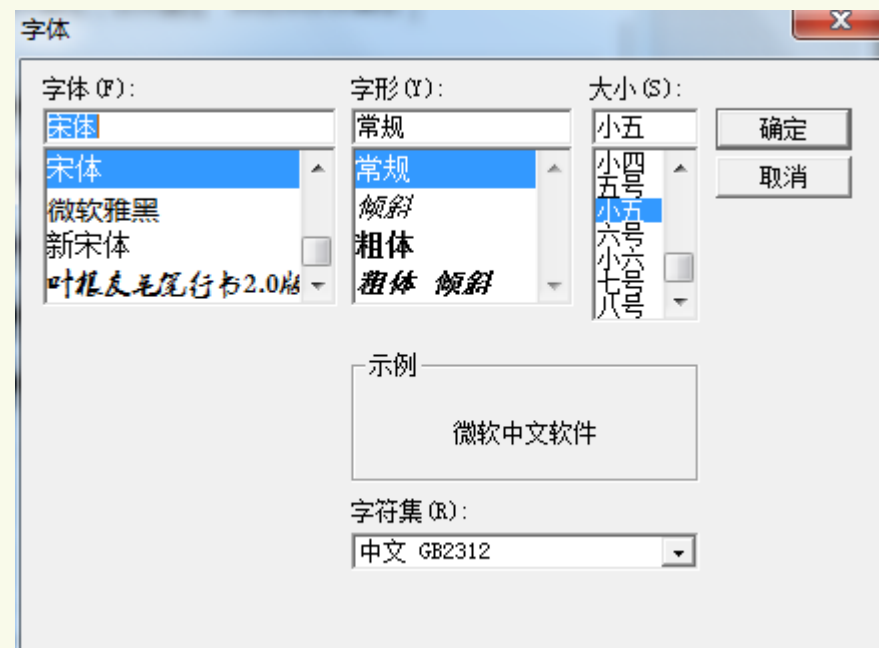 字体
字体(F):
宋体
宋体
微软雅黑
新宋体
叶根友毛笔行书2.0版
字形(Y):
常规
常规
倾斜
粗体
粗体 倾斜
大小(S):
小五
小四
五号
小五
六号
小六
七号
八号
确定
取消
示例
微软中文软件
字符集(R):
中文 GB2312